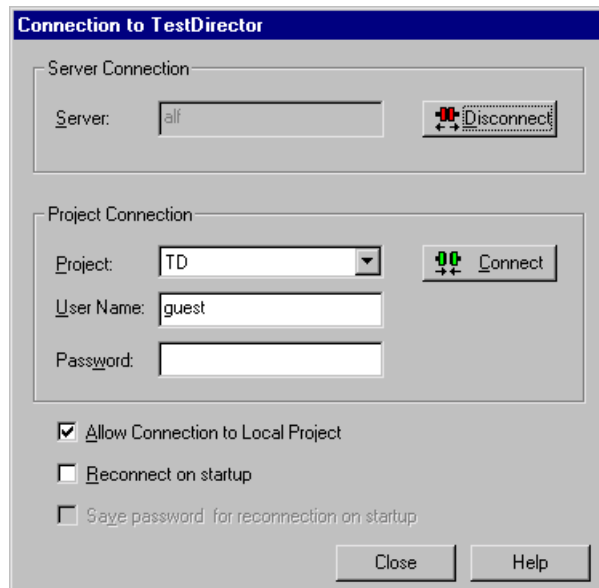 Connection to TestDirector
Server Connection
Server: alf Disconnect
Project Connection
Project: TD Connect
User Name: guest
Password:
Allow Connection to Local Project
Reconnect on startup
Save password for reconnection on startup
Close Help